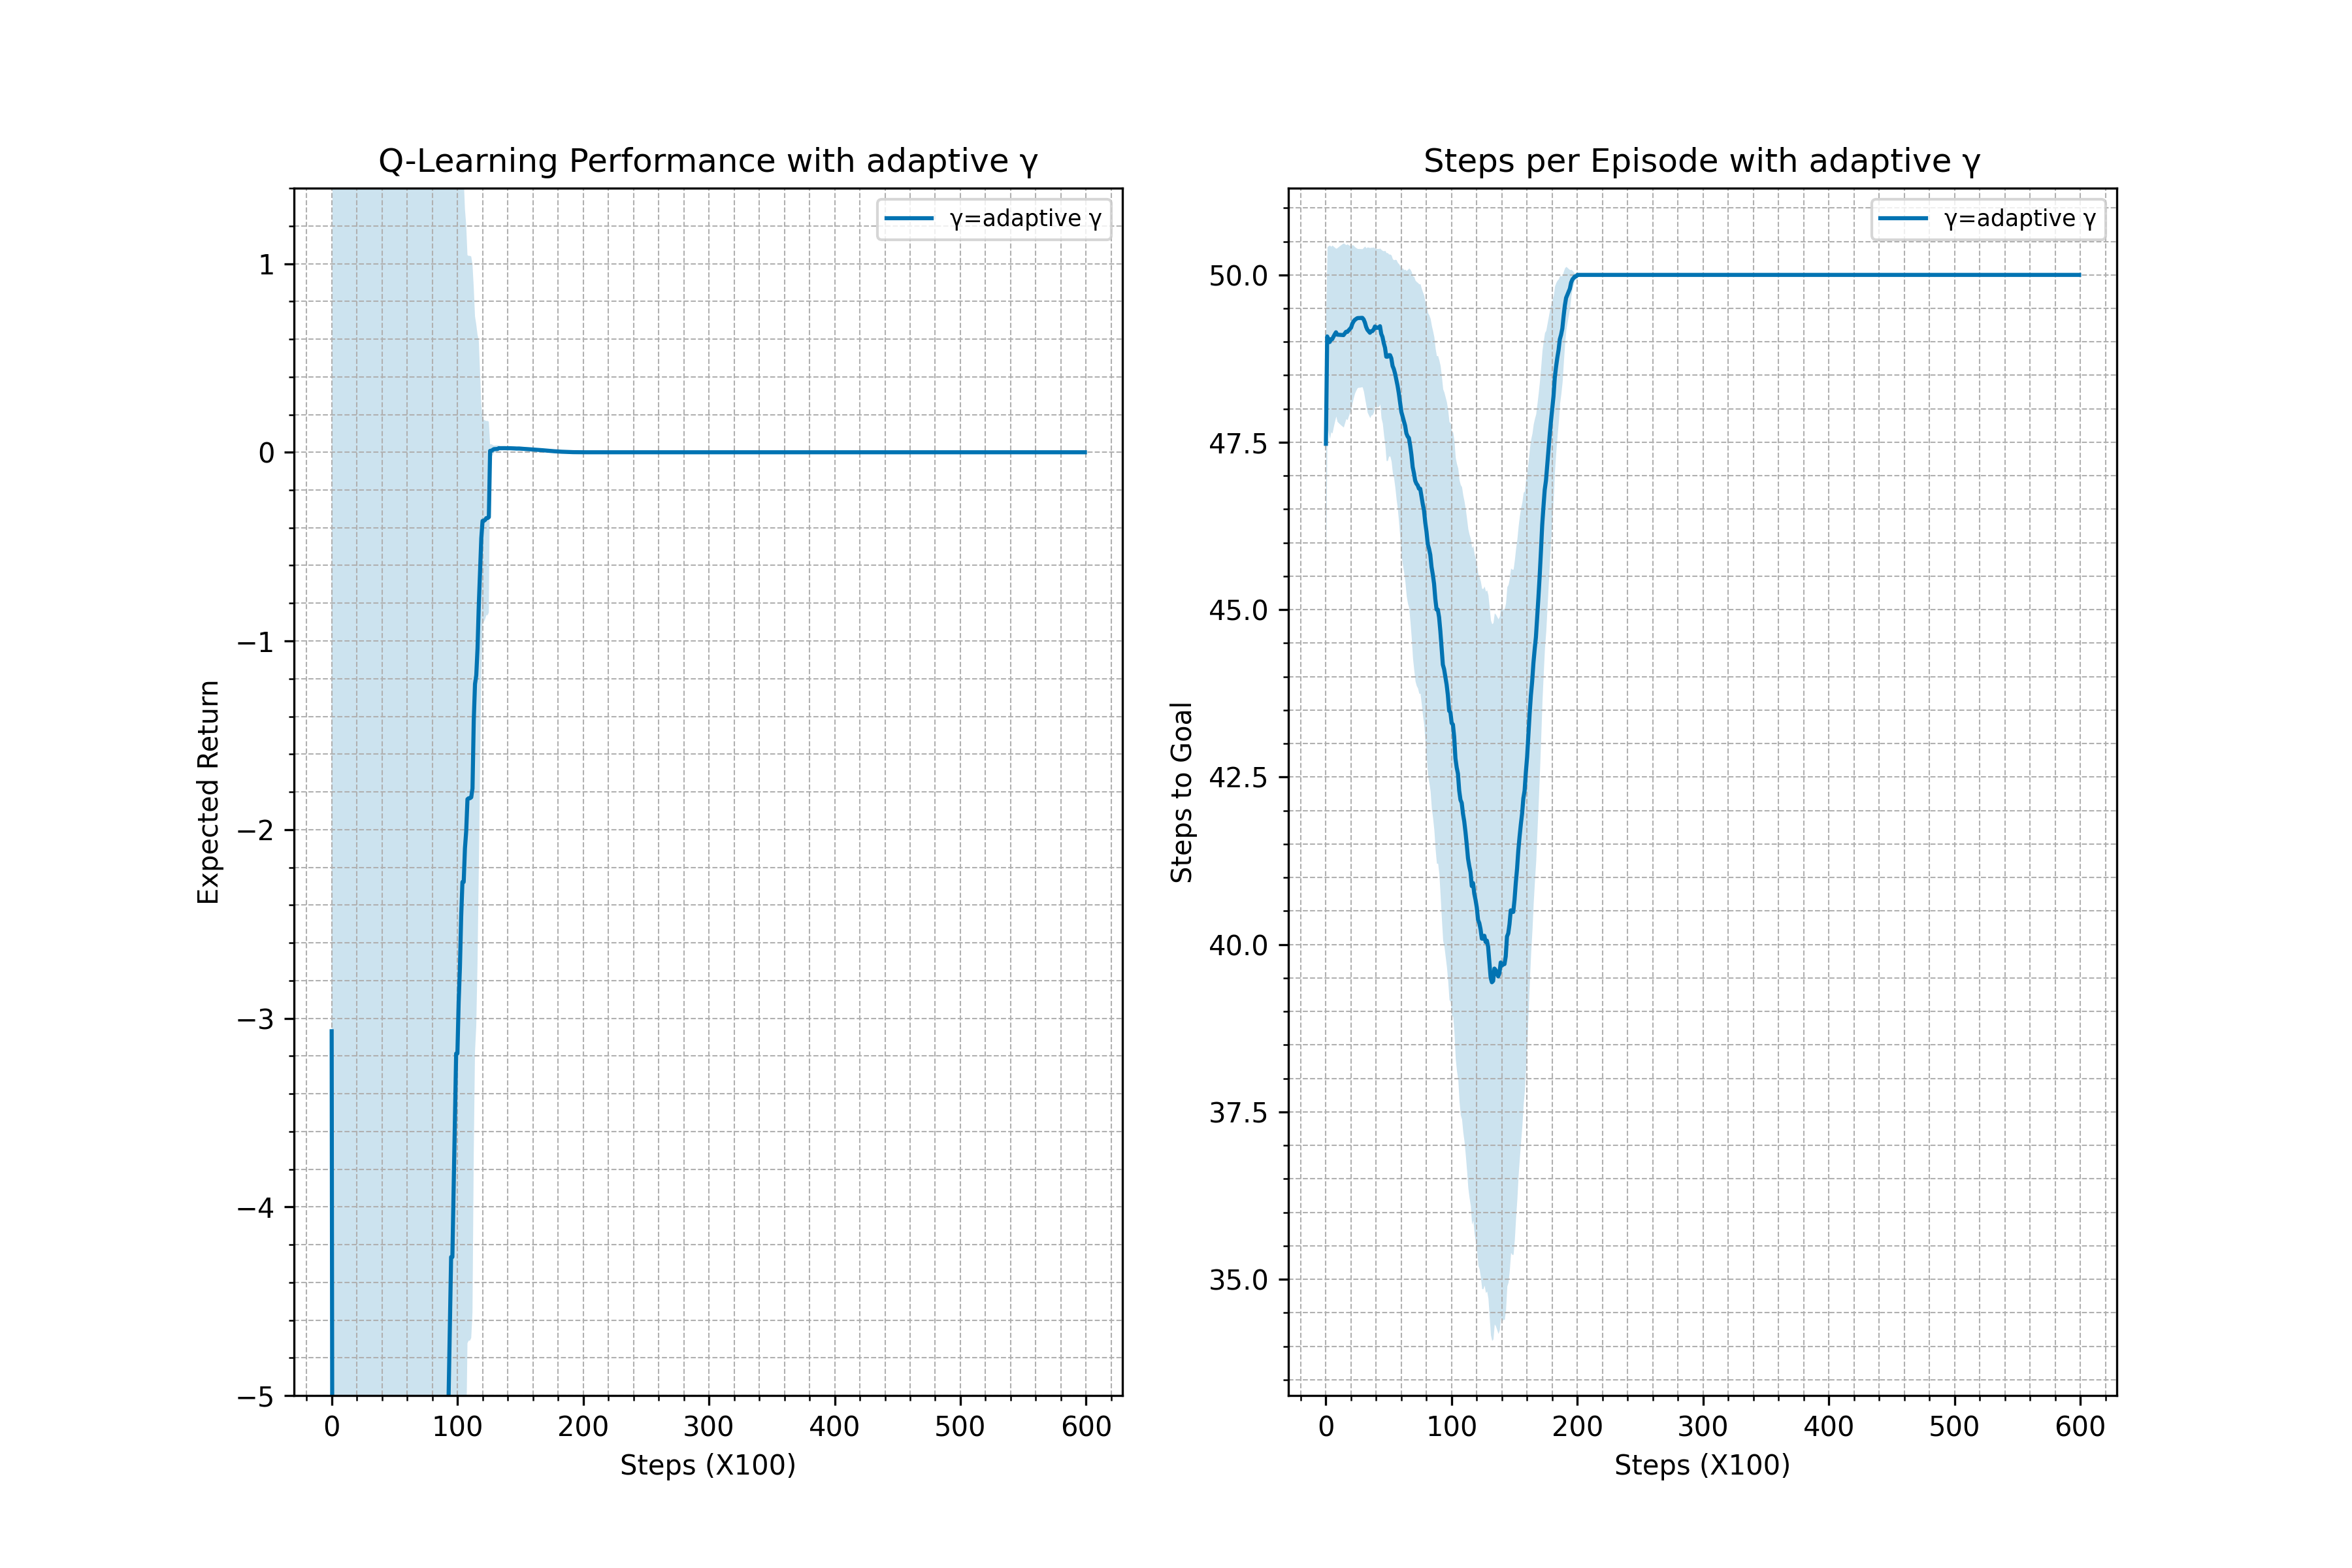 Q-Learning Performance with adaptive γ
γ=adaptive γ
1
0
−1
−2
−3
−4
−5
Expected Return
0 100 200 300 400 500 600
Steps (X100)
Steps per Episode with adaptive γ
γ=adaptive γ
50.0
47.5
45.0
42.5
40.0
37.5
35.0
Steps to Goal
0 100 200 300 400 500 600
Steps (X100)